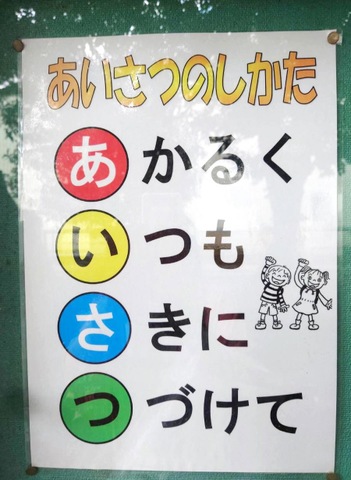 あいさつのしかた
あかるく
いつも
さきに
つづけて